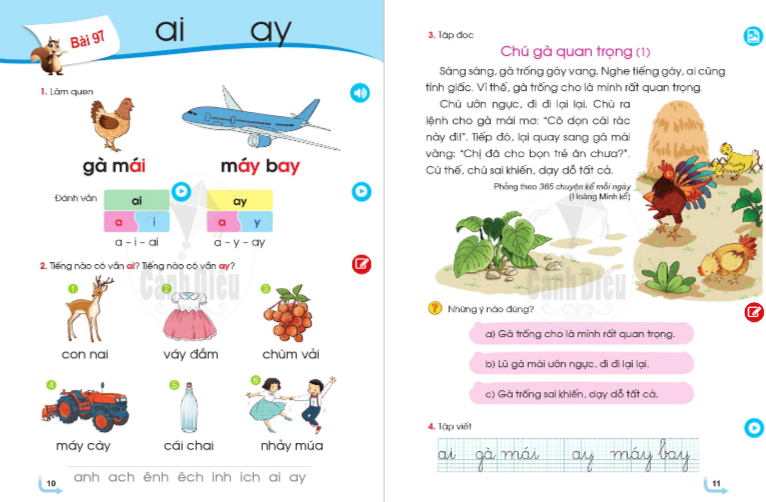 Bài 97
ai ay
1. Làm quen
gà mái
máy bay
Đánh vần
ai
ay
a i
a y
a – i – ai
a – y – ay
2. Tiếng nào có vần ai? Tiếng nào có vần ay?
1
2
3
con nai
váy đầm
chùm vải
4
5
6
máy cày
cái chai
nhảy múa
anh ach ênh êch inh ich ai ay
10
Cánh Diều
3. Tập đọc
Chú gà quan trọng (1)
Sáng sáng, gà trống gáy vang. Nghe tiếng gáy, ai cũng
tỉnh giấc. Vì thế, gà trống cho là mình rất quan trọng.
Chú ưỡn ngực, đi đi lại lại. Chú ra
lệnh cho gà mái mơ: "Cô dọn cái rác
này đi!". Tiếp đó, lại quay sang gà mái
vàng: "Chị đã cho bọn trẻ ăn chưa?".
Cứ thế, chú sai khiến, dạy dỗ tất cả.
Phỏng theo 365 chuyện kể mỗi ngày
(Hoàng Minh kể)
Cánh Diều
? Những ý nào đúng?
a) Gà trống cho là mình rất quan trọng.
b) Lũ gà mái ưỡn ngực, đi đi lại lại.
c) Gà trống sai khiến, dạy dỗ tất cả.
4. Tập viết
ai gà mái ay máy bay
11